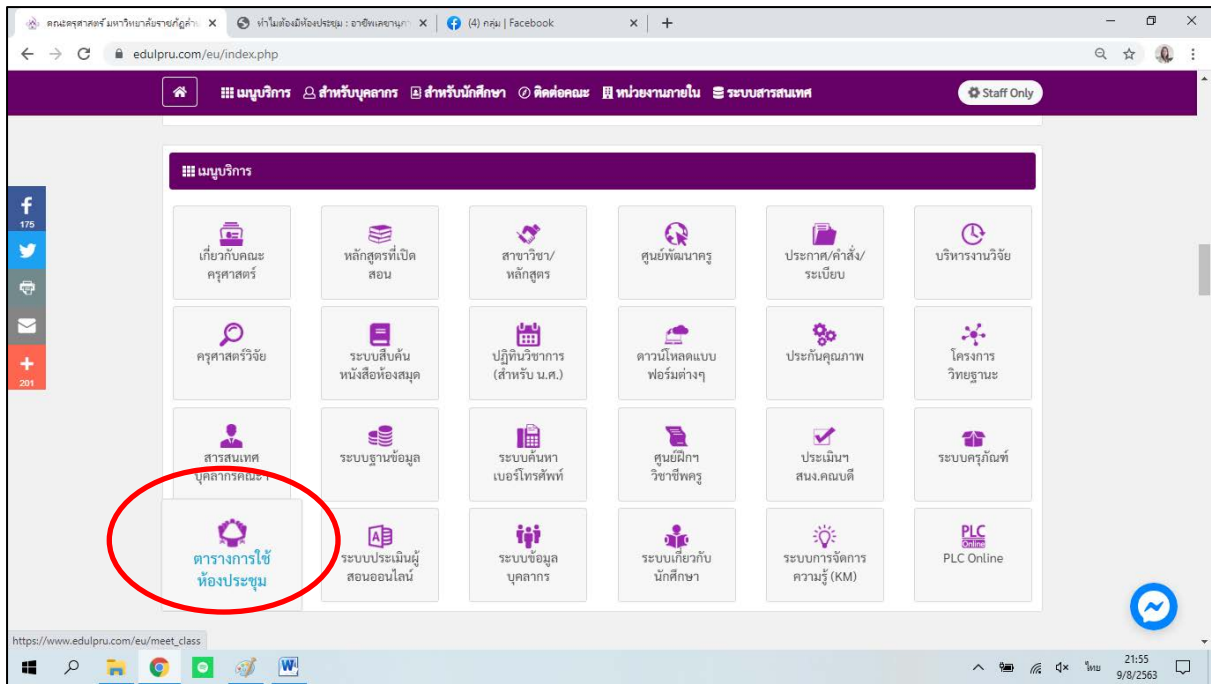 คณะครุศาสตร์ มหาวิทยาลัยราชภัฏลำ
ทำไมต้องมีห้องประชุม : อาชีพเลขานุกา
(4) กลุ่ม | Facebook
edulpru.com/eu/index.php
เมนูบริการ สำหรับบุคลากร สำหรับนักศึกษา ติดต่อคณะ หน่วยงานภายใน ระบบสารสนเทศ Staff Only
เมนูบริการ
175
201
เกี่ยวกับคณะ
ครุศาสตร์
หลักสูตรที่เปิด
สอน
สาขาวิชา/
หลักสูตร
ศูนย์พัฒนาครู
ประกาศ/คำสั่ง/
ระเบียบ
บริหารงานวิจัย
ครุศาสตร์วิจัย
ระบบสืบค้น
หนังสือห้องสมุด
ปฏิทินวิชาการ
(สำหรับ น.ศ.)
ดาวน์โหลดแบบ
ฟอร์มต่างๆ
ประกันคุณภาพ
โครงการ
วิทยฐานะ
สารสนเทศ
บุคลากรคณะฯ
ระบบฐานข้อมูล
ระบบค้นหา
เบอร์โทรศัพท์
ศูนย์ฝึกฯ
วิชาชีพครู
ประเมินฯ
สนง.คณบดี
ระบบครุภัณฑ์
ตารางการใช้
ห้องประชุม
ระบบประเมินผู้
สอนออนไลน์
ระบบข้อมูล
บุคลากร
ระบบเกี่ยวกับ
นักศึกษา
ระบบการจัดการ
ความรู้ (KM)
PLC
Online
PLC Online
https://www.edulpru.com/eu/meet_class
ไทย
21:55
9/8/2563